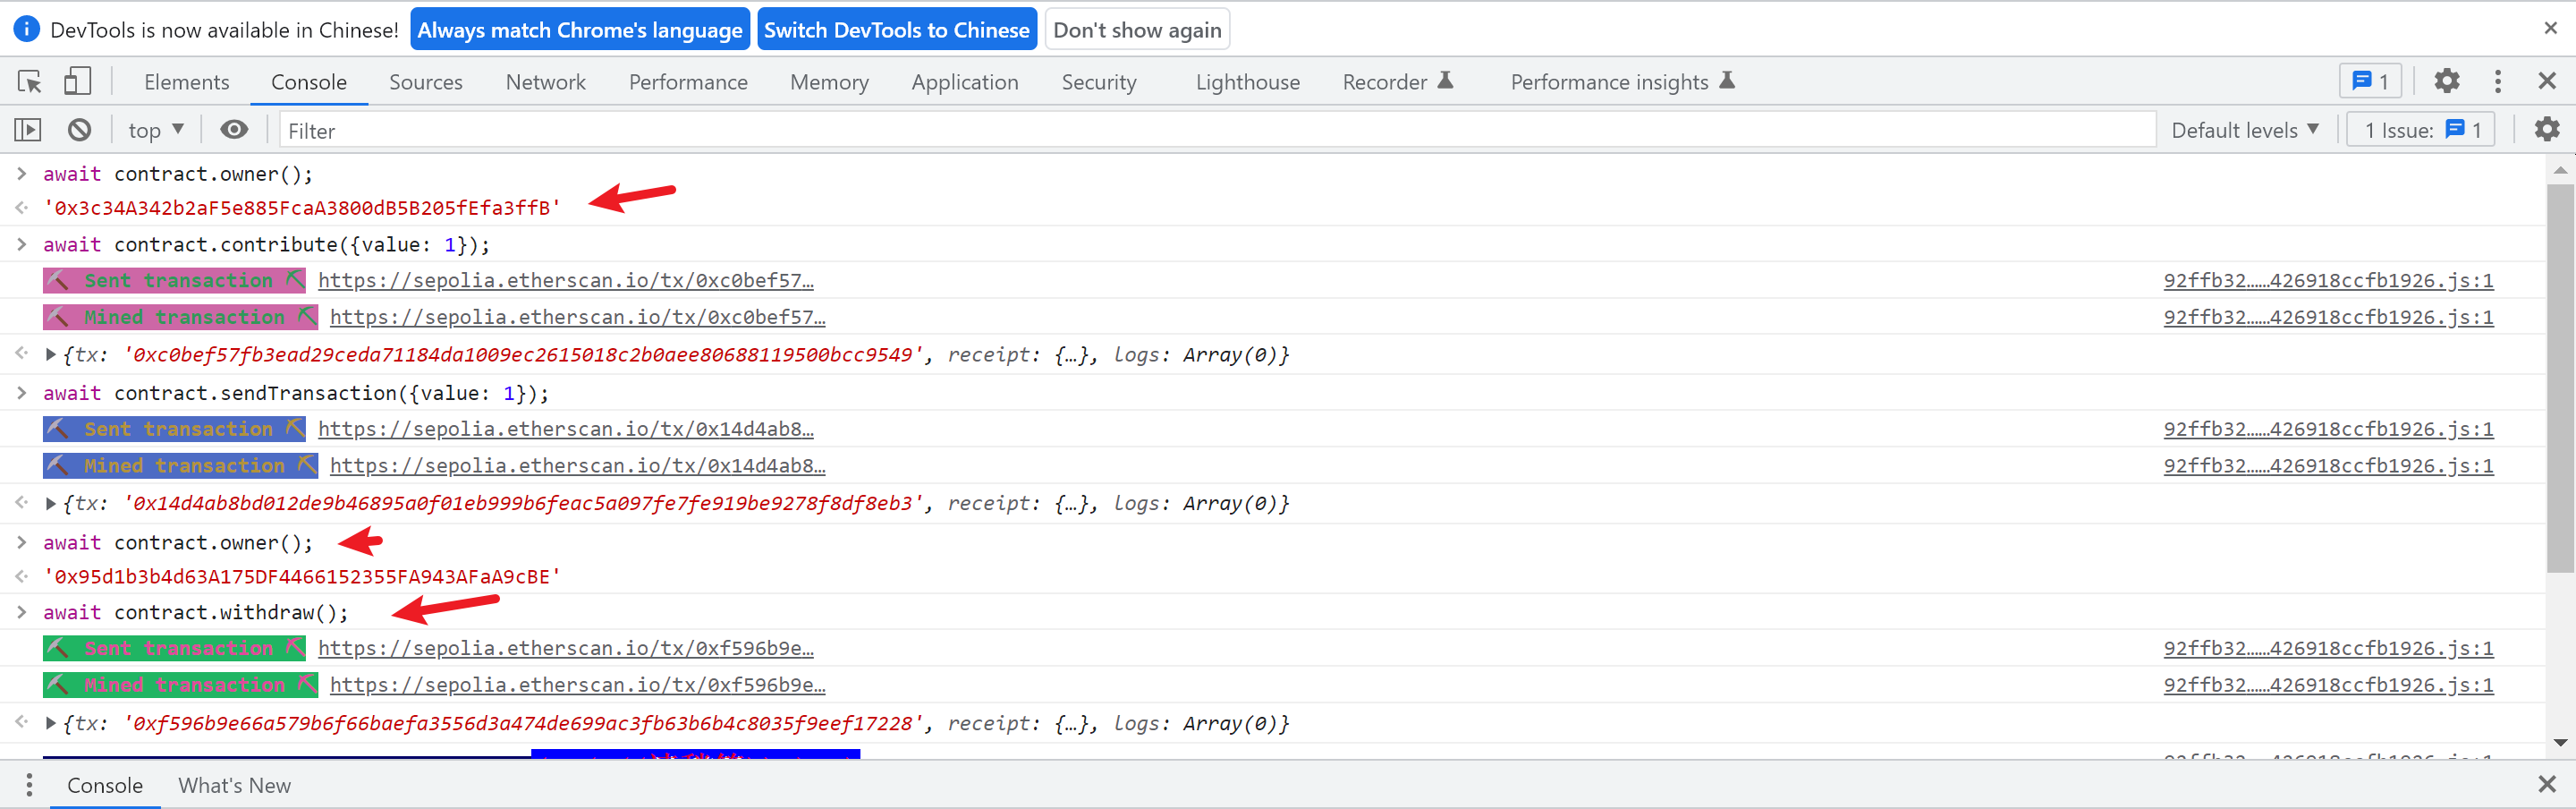 DevTools is now available in Chinese! Always match Chrome's language Switch DevTools to Chinese Don't show again
Elements Console Sources Network Performance Memory Application Security Lighthouse Recorder Performance insights 1
top Filter Default levels 1 Issue: 1
await contract.owner();
'0x3c34A342b2aF5e885FcaA3800dB5B205fEfa3ffB'
await contract.contribute({value: 1});
Sent transaction https://sepolia.etherscan.io/tx/0xc0bef57… 92ffb32……426918ccfb1926.js:1
Mined transaction https://sepolia.etherscan.io/tx/0xc0bef57… 92ffb32……426918ccfb1926.js:1
{tx: '0xc0bef57fb3ead29ceda71184da1009ec2615018c2b0aee80688119500bcc9549', receipt: {…}, logs: Array(0)}
await contract.sendTransaction({value: 1});
Sent transaction https://sepolia.etherscan.io/tx/0x14d4ab8… 92ffb32……426918ccfb1926.js:1
Mined transaction https://sepolia.etherscan.io/tx/0x14d4ab8… 92ffb32……426918ccfb1926.js:1
{tx: '0x14d4ab8bd012de9b46895a0f01eb999b6feac5a097fe7fe919be9278f8df8eb3', receipt: {…}, logs: Array(0)}
await contract.owner();
'0x95d1b3b4d63A175DF4466152355FA943AFaA9cBE'
await contract.withdraw();
Sent transaction https://sepolia.etherscan.io/tx/0xf596b9e… 92ffb32……426918ccfb1926.js:1
Mined transaction https://sepolia.etherscan.io/tx/0xf596b9e… 92ffb32……426918ccfb1926.js:1
{tx: '0xf596b9e66a579b6f66baefa3556d3a474de699ac3fb63b6b4c8035f9eef17228', receipt: {…}, logs: Array(0)}
Console What's New